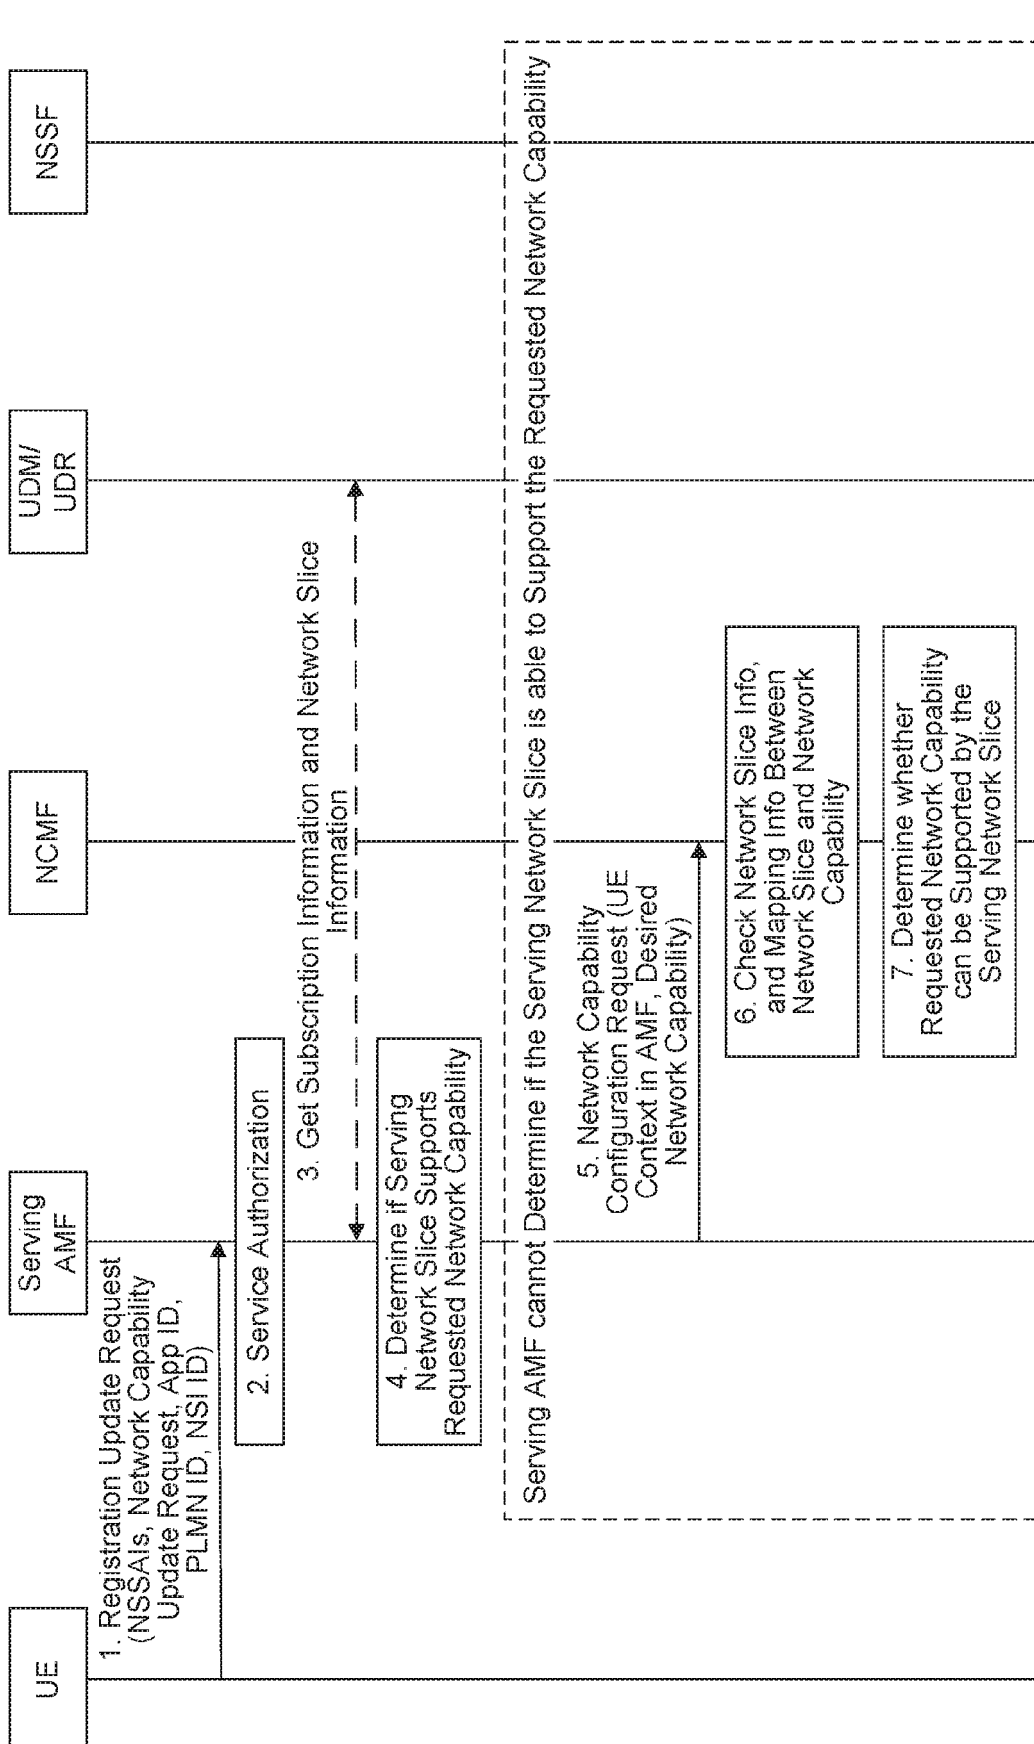 UE
Serving
AMF
NCMF
UDM/
UDR
NSSF
1. Registration Update Request
(NSSAIs, Network Capability
Update Request, App ID,
PLMN ID, NSI ID)
2. Service Authorization
3. Get Subscription Information and Network Slice
Information
4. Determine if Serving
Network Slice Supports
Requested Network Capability
Serving AMF cannot Determine if the Serving Network Slice is able to Support the Requested Network Capability
5. Network Capability
Configuration Request (UE
Context in AMF, Desired
Network Capability)
6. Check Network Slice Info,
and Mapping Info Between
Network Slice and Network
Capability
7. Determine whether
Requested Network Capability
can be Supported by the
Serving Network Slice